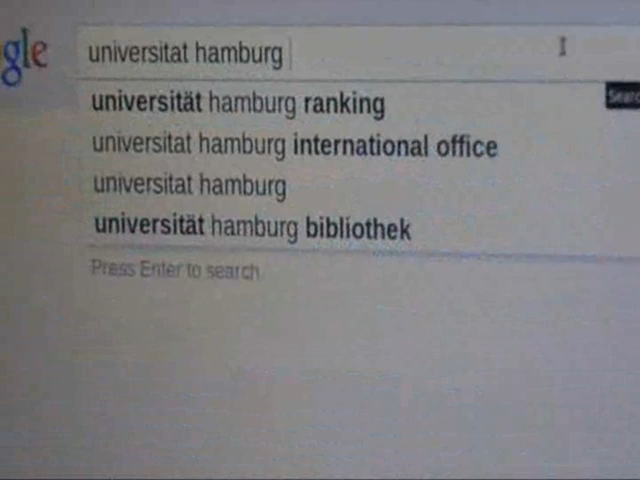 gle
universitat hamburg
universität hamburg ranking
universitat hamburg international office
universitat hamburg
universität hamburg bibliothek
Press Enter to search